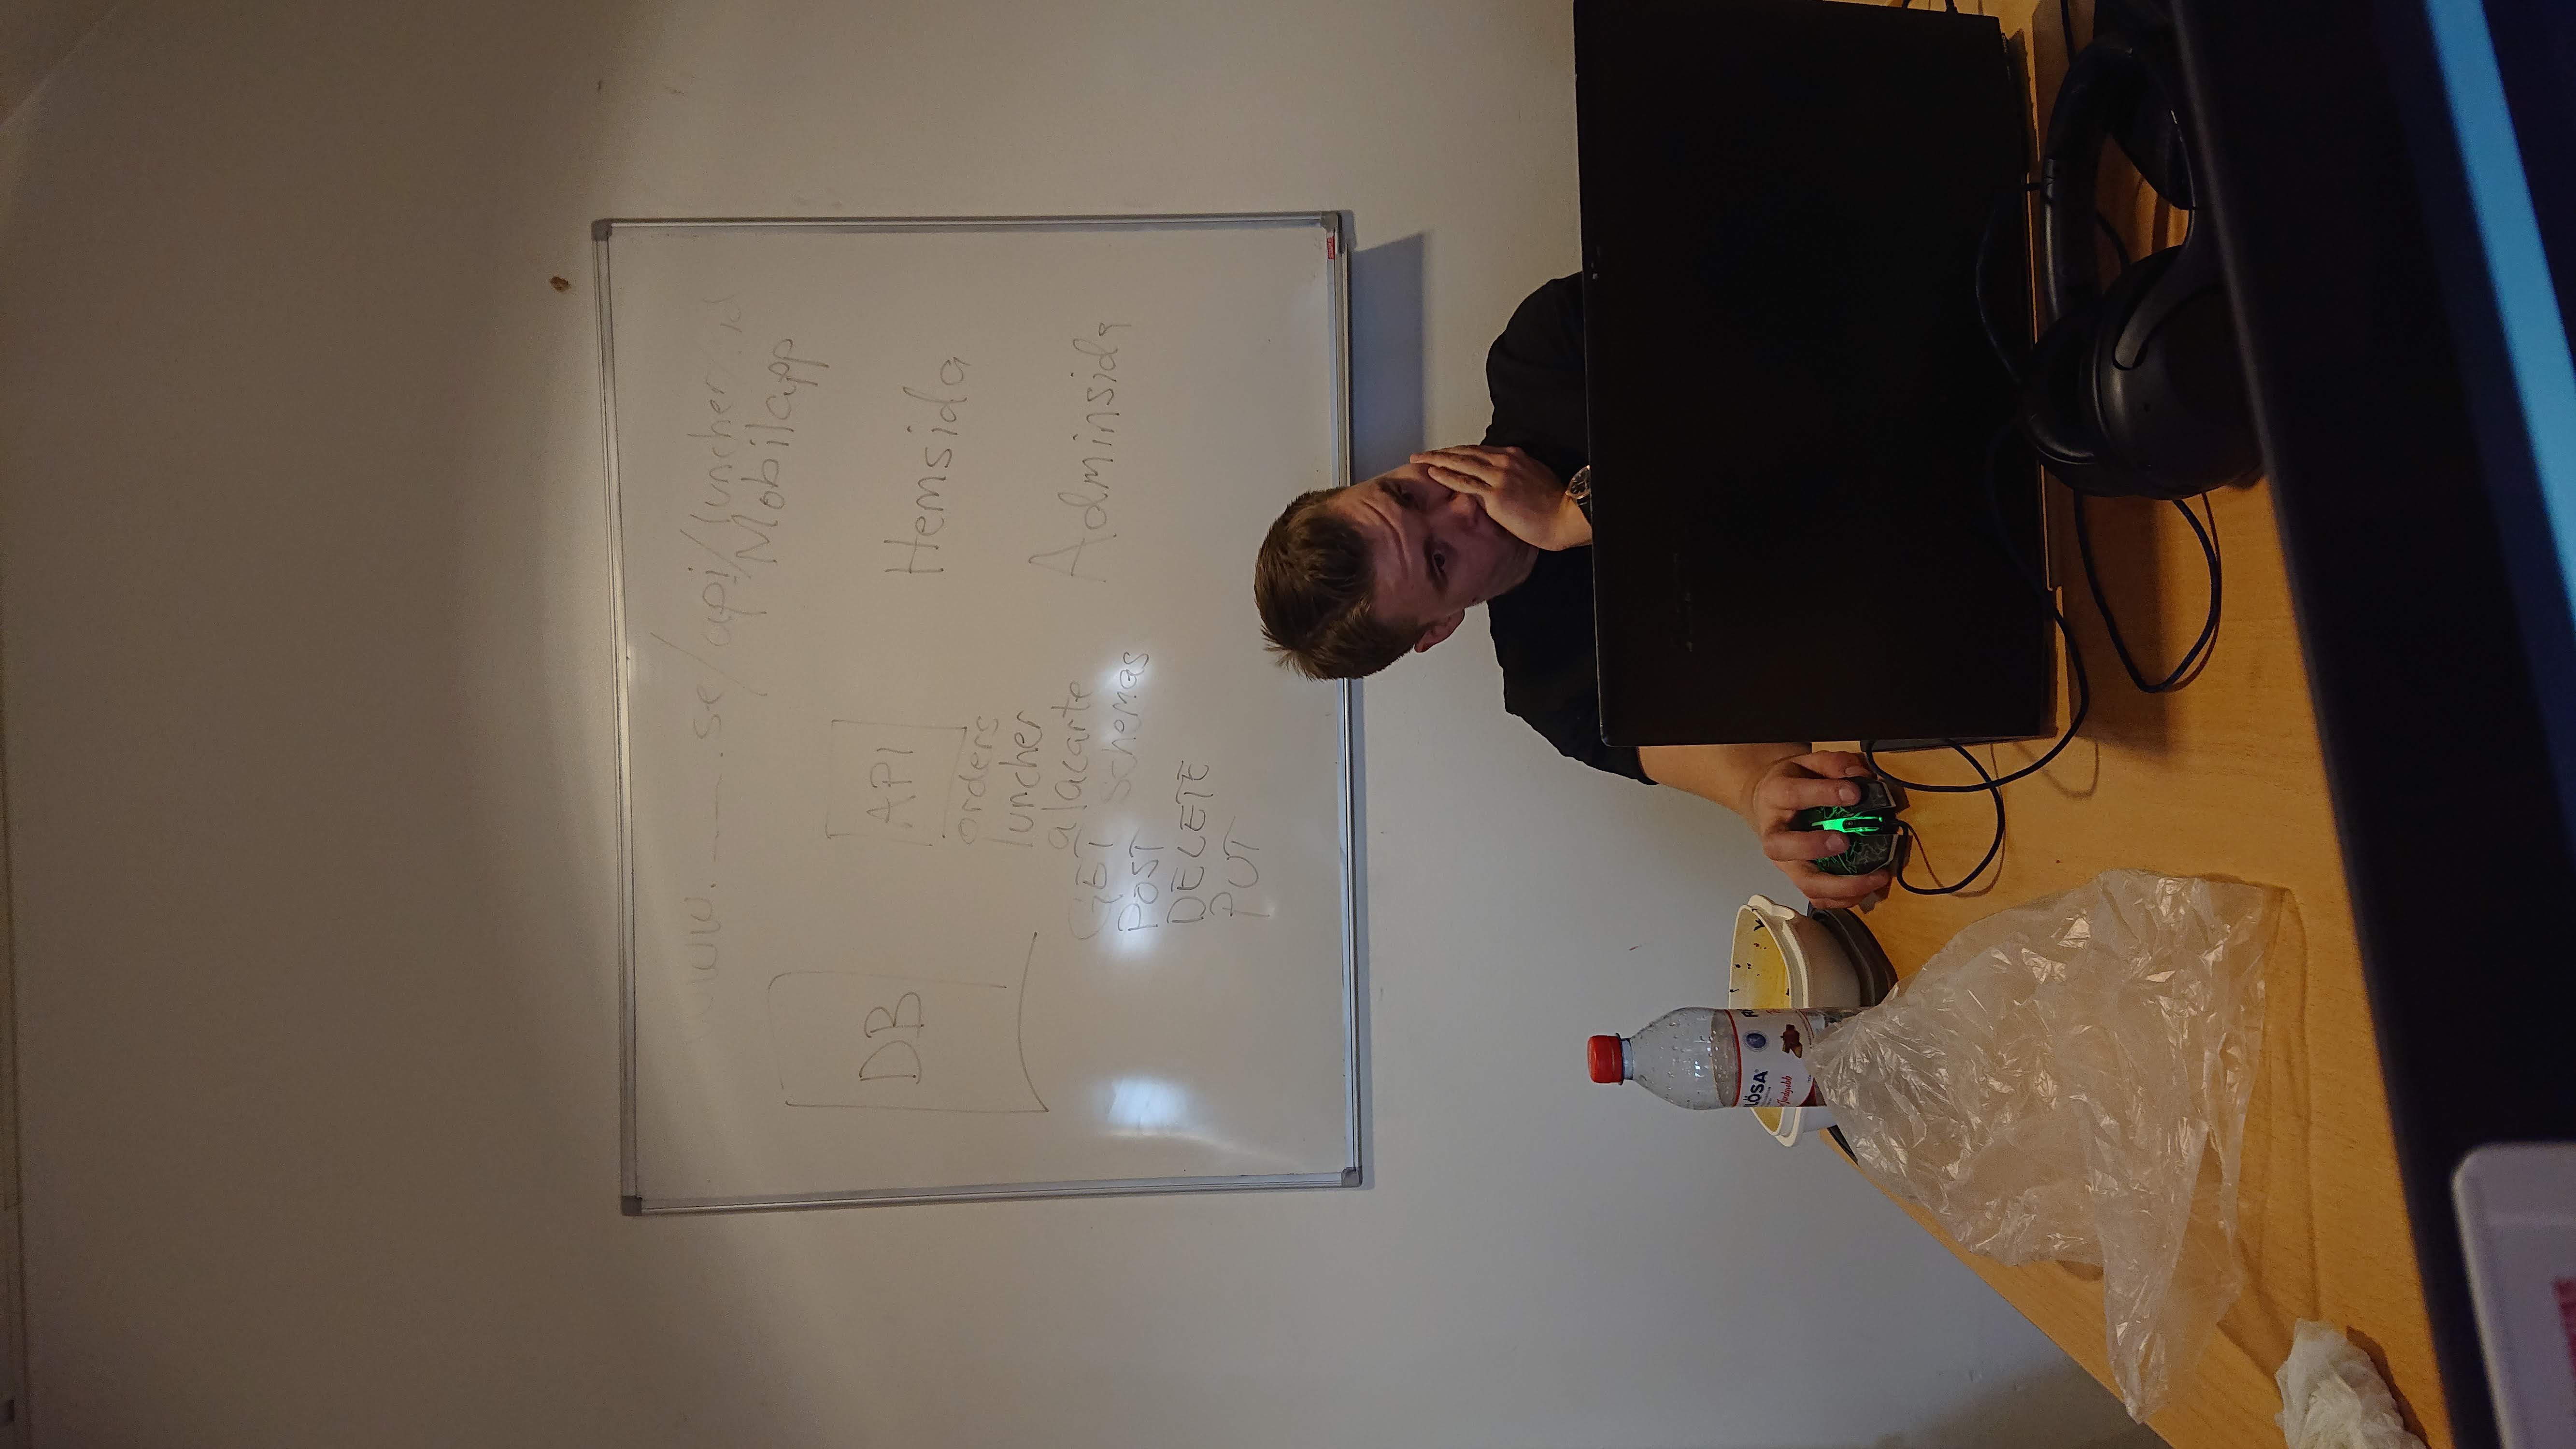 www.___.se/api/luncher/:id
Mobilapp
DB
API
Hemsida
orders
luncher
alacarte
schemas
Adminsida
GET
POST
DELETE
PUT
LÖSA
Jordgubb